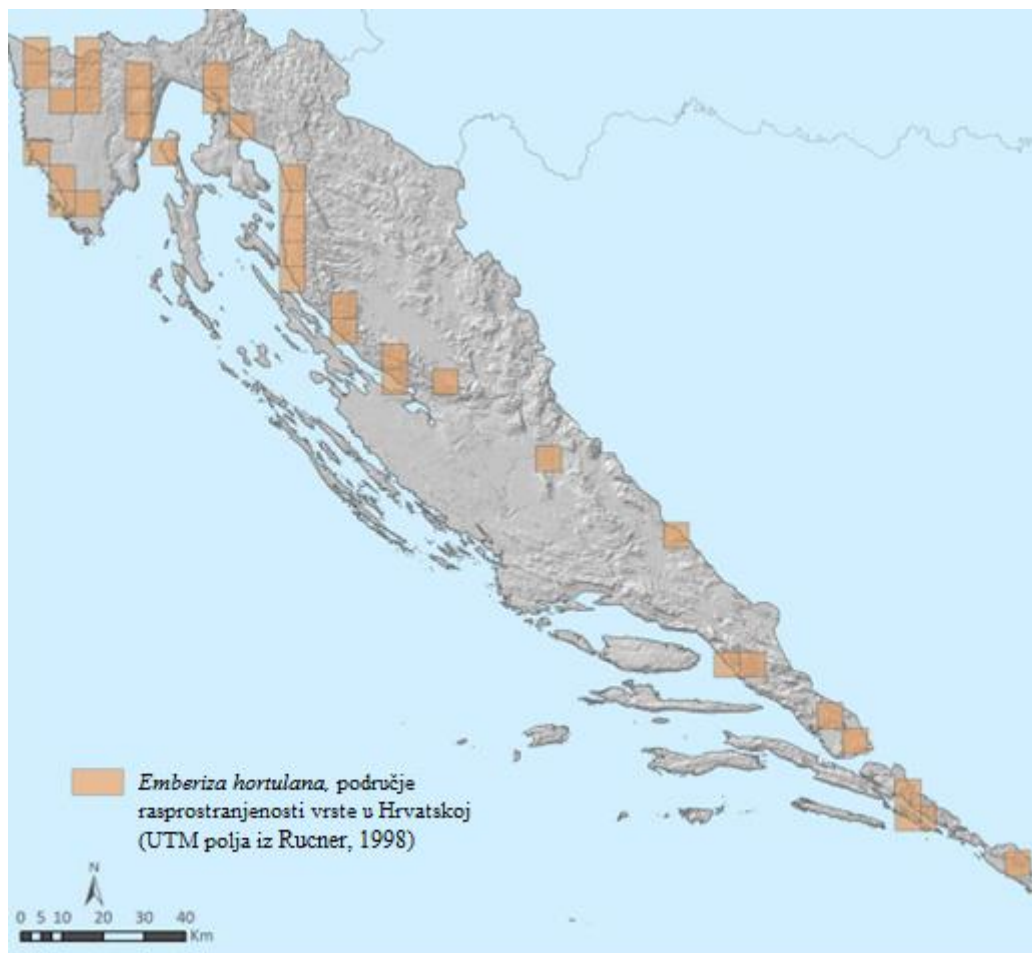 Emberiza hortulana, područje
rasprostranjenosti vrste u Hrvatskoj
(UTM polja iz Rucner, 1998)
N
0 5 10 20 30 40
Km